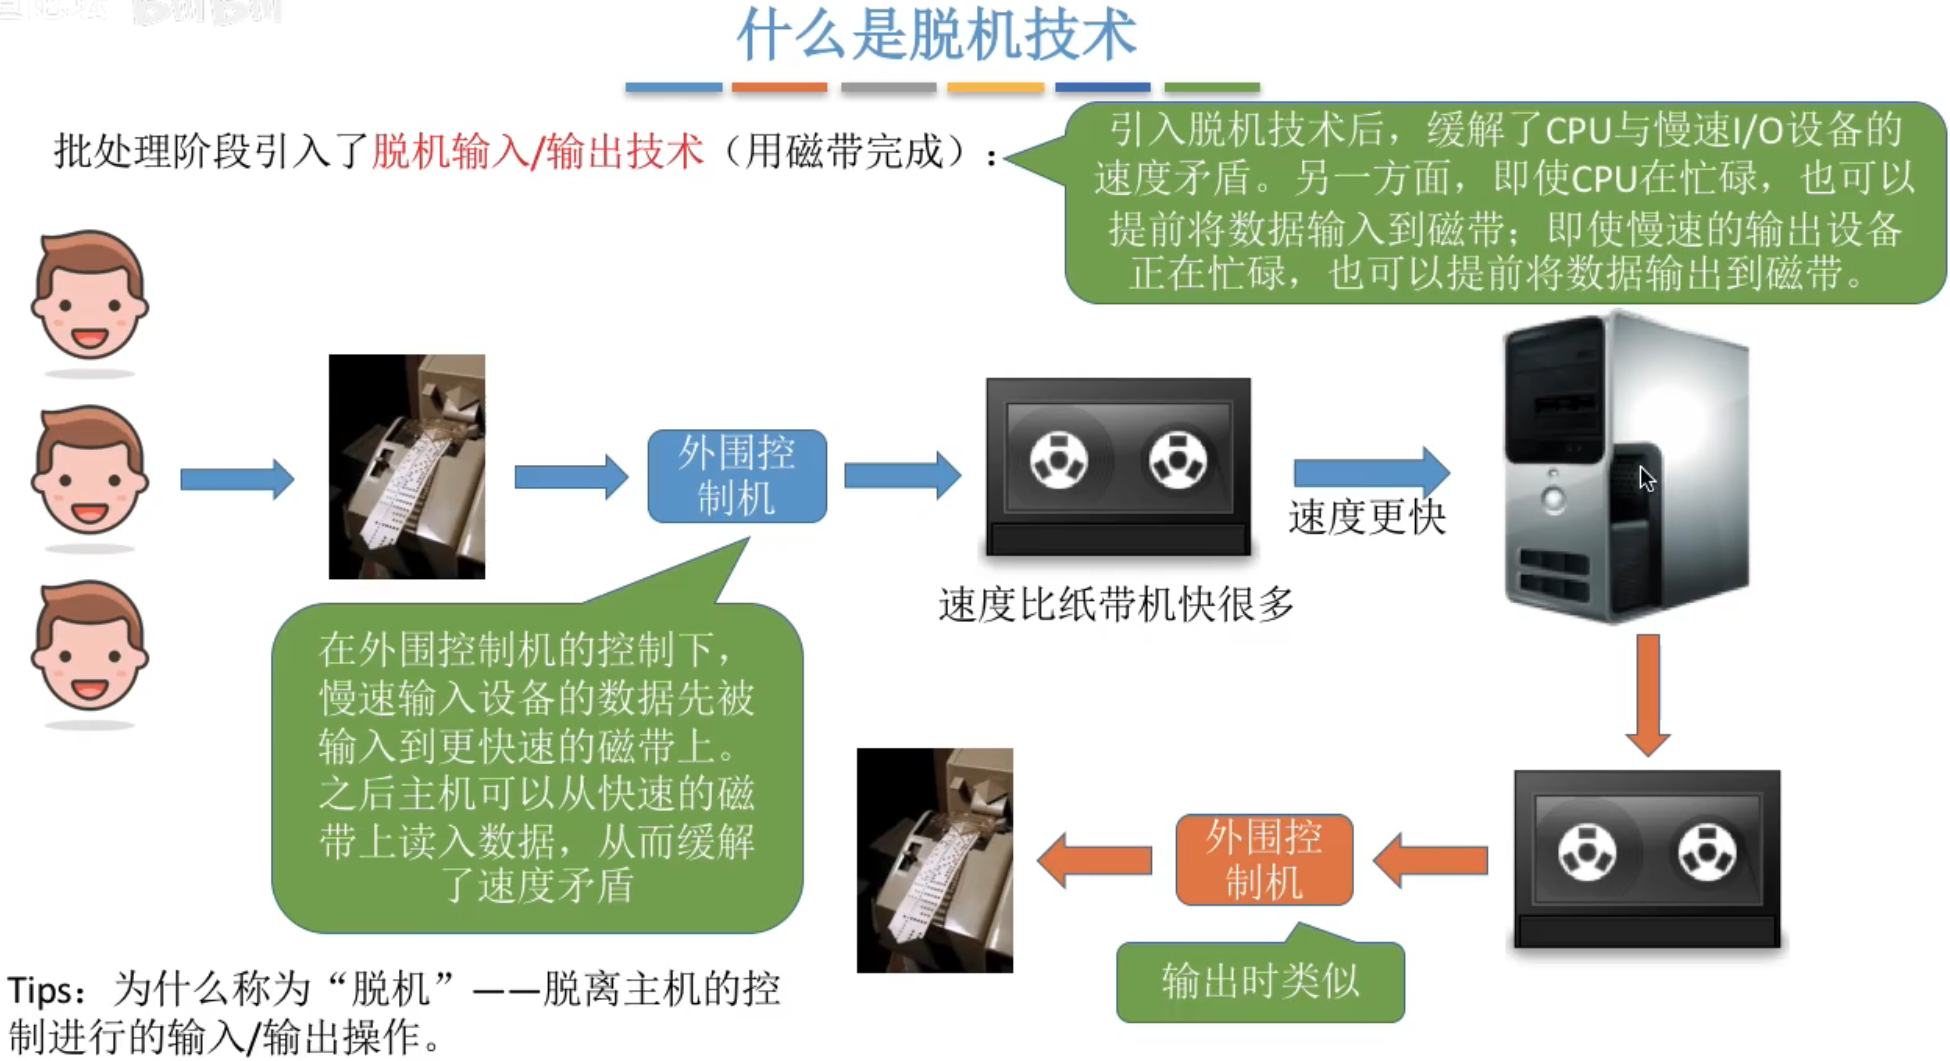 什么是脱机技术
批处理阶段引入了脱机输入/输出技术（用磁带完成）：
引入脱机技术后，缓解了CPU与慢速I/O设备的
速度矛盾。另一方面，即使CPU在忙碌，也可以
提前将数据输入到磁带；即使慢速的输出设备
正在忙碌，也可以提前将数据输出到磁带。
外围控
制机
速度更快
速度比纸带机快很多
在外围控制机的控制下，
慢速输入设备的数据先被
输入到更快速的磁带上。
之后主机可以从快速的磁
带上读入数据，从而缓解
了速度矛盾
外围控
制机
输出时类似
Tips：为什么称为“脱机”——脱离主机的控
制进行的输入/输出操作。